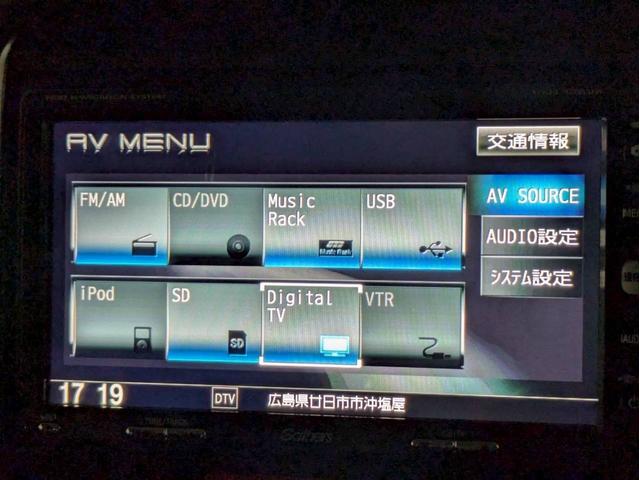 AV MENU
交通情報
FM/AM
CD/DVD
Music Rack
USB
AV SOURCE
AUDIO設定
システム設定
iPod
SD
Digital TV
VTR
17 19
DTV
広島県廿日市市沖塩屋